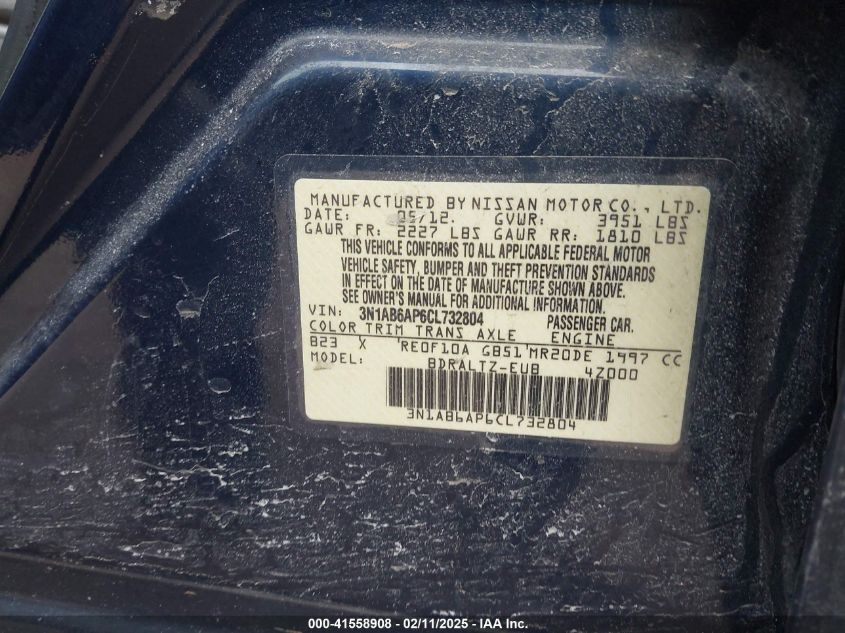 MANUFACTURED BY NISSAN MOTOR CO., LTD.
DATE: 05/12. GVWR: 3951 LBS
GAWR FR: 2227 LBS GAWR RR: 1810 LBS
THIS VEHICLE CONFORMS TO ALL APPLICABLE FEDERAL MOTOR
VEHICLE SAFETY, BUMPER AND THEFT PREVENTION STANDARDS
IN EFFECT ON THE DATE OF MANUFACTURE SHOWN ABOVE.
SEE OWNER'S MANUAL FOR ADDITIONAL INFORMATION.
VIN: 3N1AB6AP6CL732804 PASSENGER CAR.
COLOR TRIM TRANS AXLE ENGINE
B23 X RE0F10A GB51 MR20DE 1997 CC
MODEL: BDRALTZ-EUB 4Z000
3N1AB6AP6CL732804
000-41558908 - 02/11/2025 - IAA Inc.